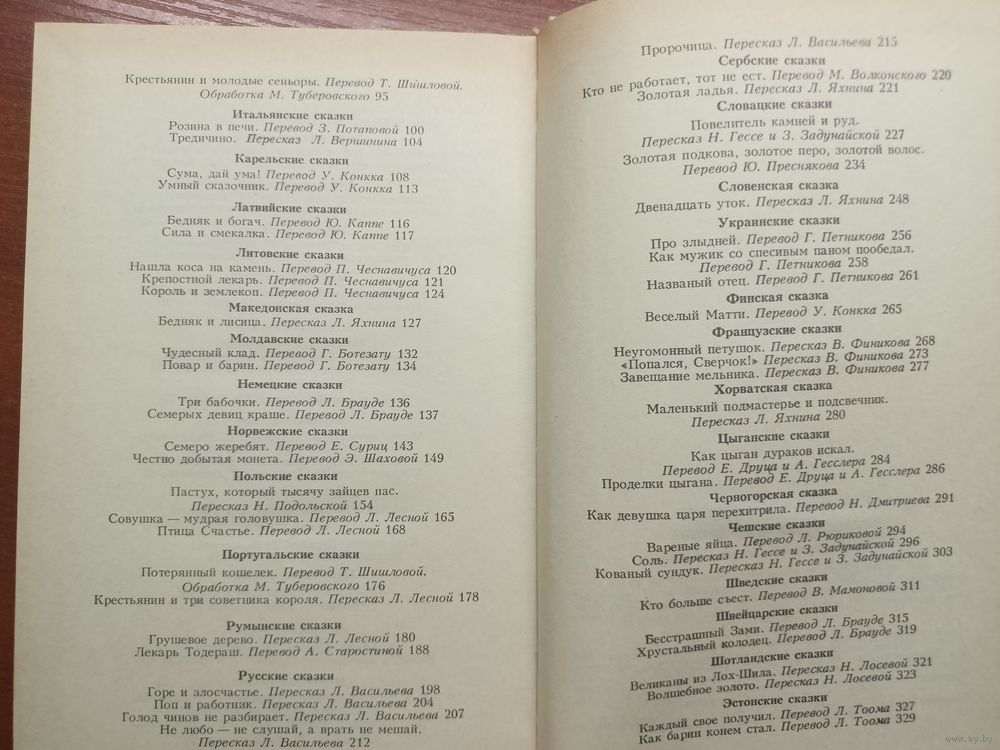 Крестьянин и молодые сеньоры. Перевод Т. Шишловой.
Обработка М. Туберовского 95
Итальянские сказки
Розина в печи. Перевод З. Потаповой 100
Тредичино. Пересказ Л. Вершинина 104
Карельские сказки
Сума, дай ума! Перевод У. Конкка 108
Умный сказочник. Перевод У. Конкка 113
Латвийские сказки
Бедняк и богач. Перевод Ю. Каппе 116
Сила и смекалка. Перевод Ю. Каппе 117
Литовские сказки
Нашла коса на камень. Перевод П. Чеснавичуса 120
Крепостной лекарь. Перевод П. Чеснавичуса 121
Король и землекоп. Перевод П. Чеснавичуса 124
Македонская сказка
Бедняк и лисица. Пересказ Л. Яхнина 127
Молдавские сказки
Чудесный клад. Перевод Г. Ботезату 132
Повар и барин. Перевод Г. Ботезату 134
Немецкие сказки
Три бабочки. Перевод Л. Брауде 136
Семерых девиц краше. Перевод Л. Брауде 137
Норвежские сказки
Семеро жеребят. Перевод Е. Суриц 143
Честно добытая монета. Перевод Э. Шаховой 149
Польские сказки
Пастух, который тысячу зайцев пас.
Пересказ Н. Подольской 154
Совушка — мудрая головушка. Перевод Л. Лесной 165
Птица Счастье. Перевод Л. Лесной 168
Португальские сказки
Потерянный кошелек. Перевод Т. Шишловой.
Обработка М. Туберовского 176
Крестьянин и три советника короля. Пересказ Л. Лесной 178
Румынские сказки
Грушевое дерево. Пересказ Л. Лесной 180
Лекарь Тодераш. Перевод А. Старостиной 188
Русские сказки
Горе и злосчастье. Пересказ Л. Васильева 198
Поп и работник. Пересказ Л. Васильева 204
Голод чинов не разбирает. Пересказ Л. Васильева 207
Не любо — не слушай, а врать не мешай.
Пересказ Л. Васильева 212
Пророчица. Пересказ Л. Васильева 215
Сербские сказки
Кто не работает, тот не ест. Перевод М. Волконского 220
Золотая ладья. Пересказ Л. Яхнина 221
Словацкие сказки
Повелитель камней и руд.
Пересказ Н. Гессе и З. Задунайской 227
Золотая подкова, золотое перо, золотой волос.
Перевод Ю. Преснякова 234
Словенская сказка
Двенадцать уток. Пересказ Л. Яхнина 248
Украинские сказки
Про злыдней. Перевод Г. Петникова 256
Как мужик со спесивым паном пообедал.
Перевод Г. Петникова 258
Названый отец. Перевод Г. Петникова 261
Финская сказка
Веселый Матти. Перевод У. Конкка 265
Французские сказки
Неугомонный петушок. Пересказ В. Финикова 268
«Попался, Сверчок!» Пересказ В. Финикова 273
Завещание мельника. Пересказ В. Финикова 277
Хорватская сказка
Маленький подмастерье и подсвечник.
Пересказ Л. Яхнина 280
Цыганские сказки
Как цыган дураков искал.
Перевод Е. Друца и А. Гесслера 284
Проделки цыгана. Перевод Е. Друца и А. Гесслера 286
Черногорская сказка
Как девушка царя перехитрила. Перевод Н. Дмитриева 291
Чешские сказки
Вареные яйца. Перевод Л. Рюриковой 294
Соль. Пересказ Н. Гессе и З. Задунайской 296
Кованый сундук. Пересказ Н. Гессе и З. Задунайской 303
Шведские сказки
Кто больше съест. Перевод В. Мамоновой 311
Швейцарские сказки
Бесстрашный Зами. Перевод Л. Брауде 315
Хрустальный колодец. Перевод Л. Брауде 319
Шотландские сказки
Великаны из Лох-Шила. Пересказ Н. Лосевой 321
Волшебное золото. Пересказ Н. Лосевой 323
Эстонские сказки
Каждый свое получил. Перевод Л. Тоома 327
Как барин конем стал. Перевод Л. Тоома 329
www.ay.by